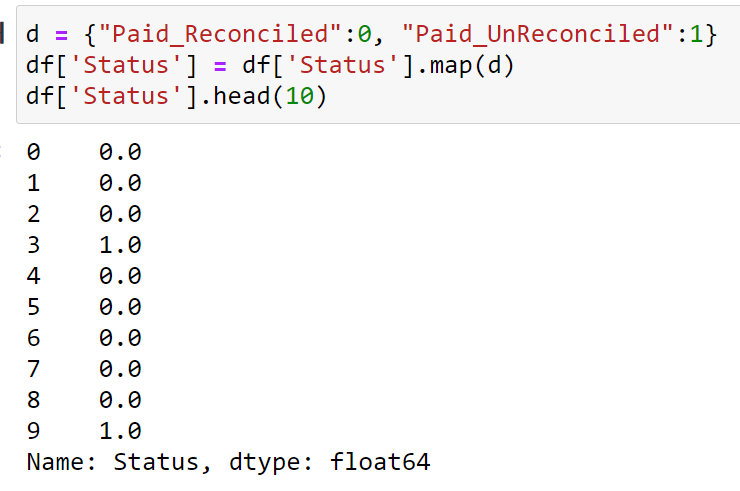 d = {"Paid_Reconciled":0, "Paid_UnReconciled":1}
df['Status'] = df['Status'].map(d)
df['Status'].head(10)
0    0.0
1    0.0
2    0.0
3    1.0
4    0.0
5    0.0
6    0.0
7    0.0
8    0.0
9    1.0
Name: Status, dtype: float64